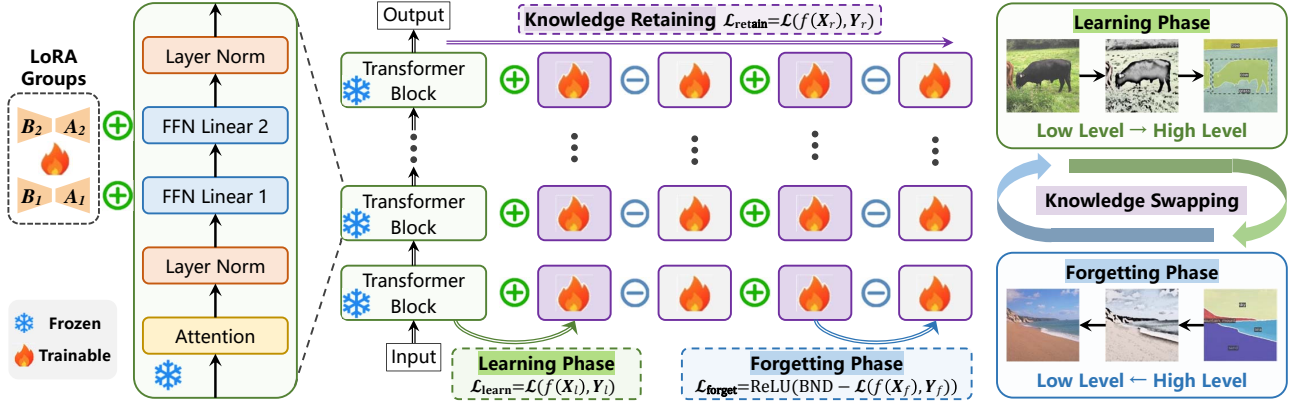 LoRA
Groups
B₂ A₂
B₁ A₁
Frozen
Trainable
Layer Norm
FFN Linear 2
FFN Linear 1
Layer Norm
Attention
Output
Transformer
Block
Transformer
Block
Transformer
Block
Input
Knowledge Retaining 𝓛retain=𝓛(f(Xr), Yr)
Learning Phase
𝓛learn=𝓛(f(Xl), Yl)
Forgetting Phase
𝓛forget=ReLU(BND − 𝓛(f(Xf), Yf))
Learning Phase
Low Level → High Level
Knowledge Swapping
Forgetting Phase
Low Level ← High Level